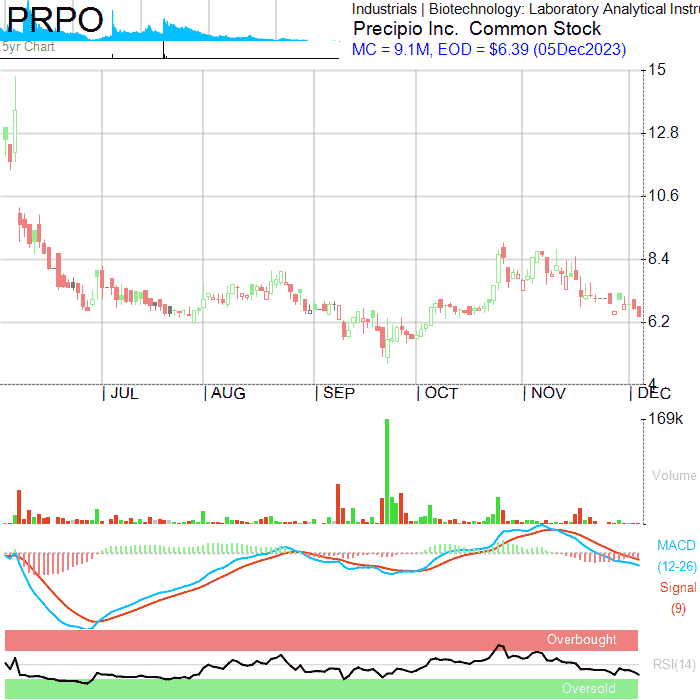 PRPO
5yr Chart
Industrials | Biotechnology: Laboratory Analytical Instru
Precipio Inc. Common Stock
MC = 9.1M, EOD = $6.39 (05Dec2023)
15
12.8
10.6
8.4
6.2
4
JUL
AUG
SEP
OCT
NOV
DEC
169k
Volume
MACD
(12-26)
Signal
(9)
Overbought
RSI(14)
Oversold